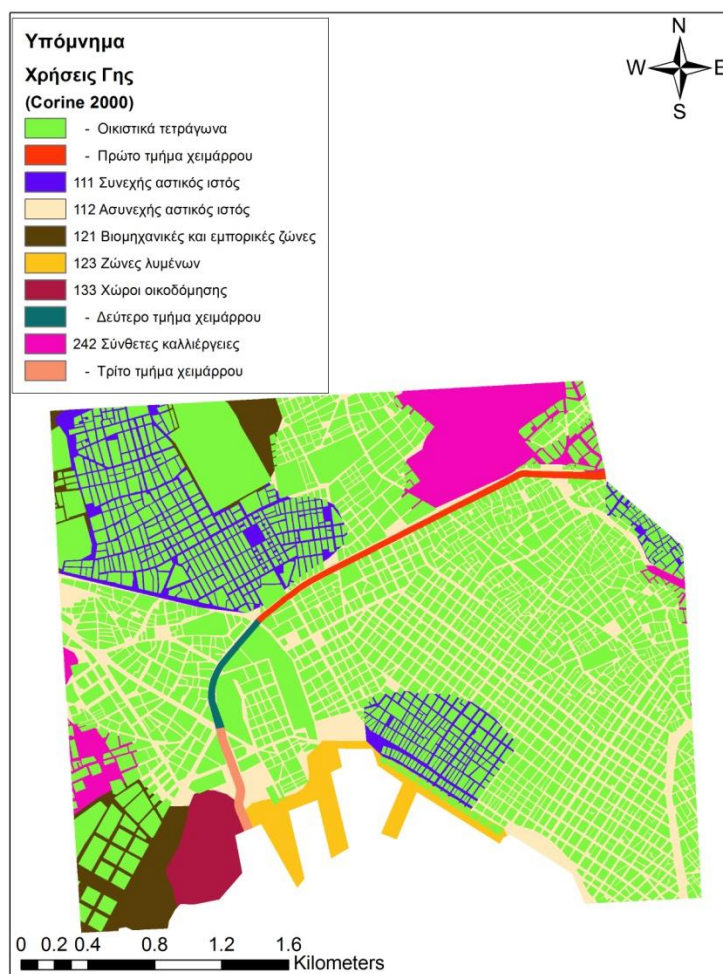 Υπόμνημα
Χρήσεις Γης
(Corine 2000)
- Οικιστικά τετράγωνα
- Πρώτο τμήμα χειμάρρου
111 Συνεχής αστικός ιστός
112 Ασυνεχής αστικός ιστός
121 Βιομηχανικές και εμπορικές ζώνες
123 Ζώνες λυμένων
133 Χώροι οικοδόμησης
- Δεύτερο τμήμα χειμάρρου
242 Σύνθετες καλλιέργειες
- Τρίτο τμήμα χειμάρρου
N
W E
S
0 0.2 0.4 0.8 1.2 1.6
Kilometers